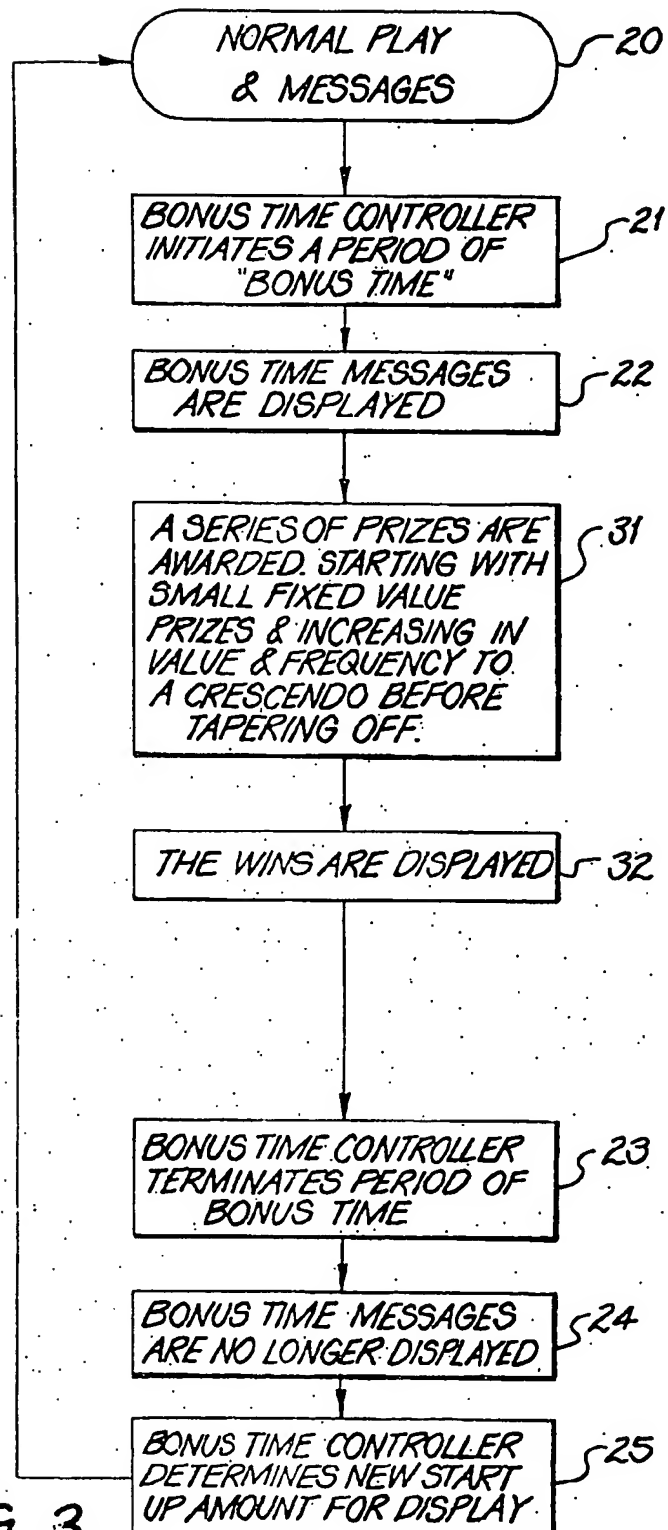 NORMAL PLAY
& MESSAGES
20
BONUS TIME CONTROLLER
INITIATES A PERIOD OF
"BONUS TIME"
21
BONUS TIME MESSAGES
ARE DISPLAYED
22
A SERIES OF PRIZES ARE
AWARDED. STARTING WITH
SMALL FIXED VALUE
PRIZES & INCREASING IN
VALUE & FREQUENCY TO
A CRESCENDO BEFORE
TAPERING OFF.
31
THE WINS ARE DISPLAYED
32
BONUS TIME CONTROLLER
TERMINATES PERIOD OF
BONUS TIME
23
BONUS TIME MESSAGES
ARE NO LONGER DISPLAYED
24
BONUS TIME CONTROLLER
DETERMINES NEW START
UP AMOUNT FOR DISPLAY
25